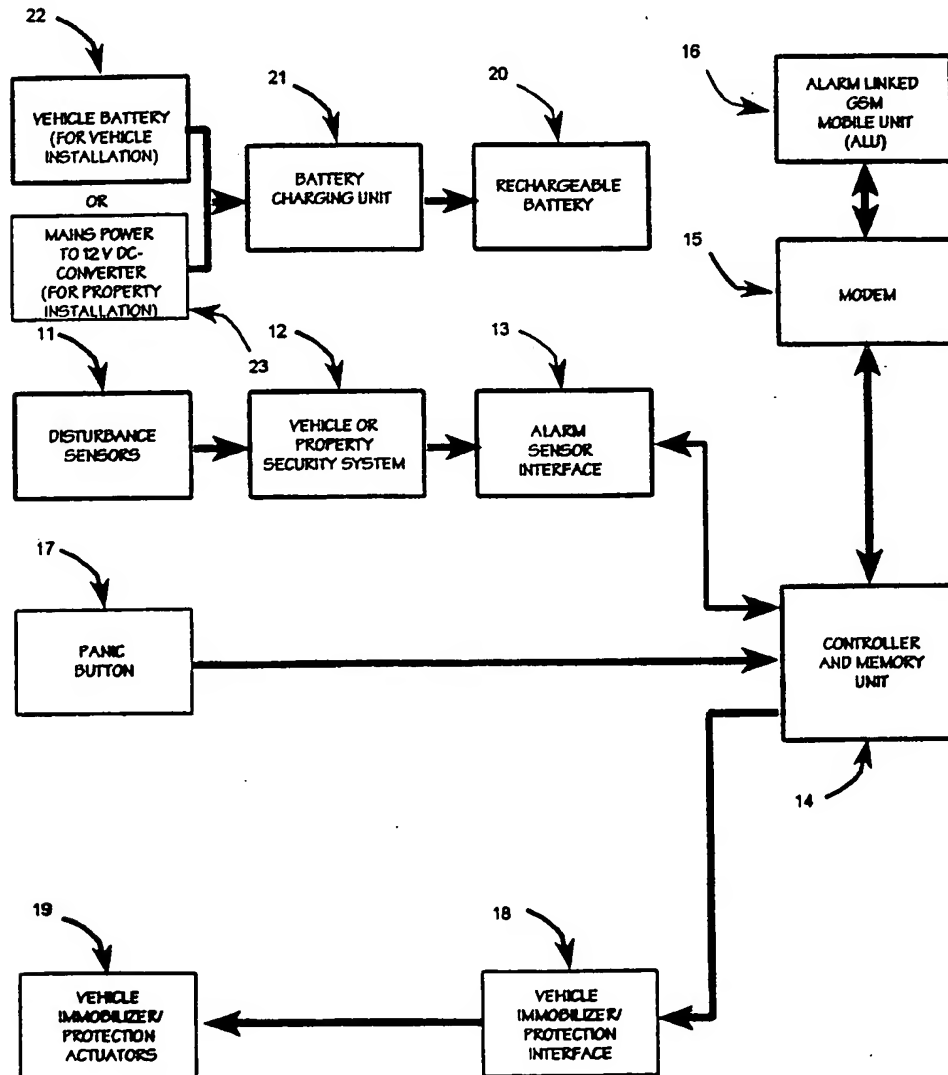 22
VEHICLE BATTERY
(FOR VEHICLE
INSTALLATION)
OR
MAINS POWER
TO 12 V DC-
CONVERTER
(FOR PROPERTY
INSTALLATION)
23
21
BATTERY
CHARGING UNIT
20
RECHARGEABLE
BATTERY
16
ALARM LINKED
GSM
MOBILE UNIT
(ALU)
15
MODEM
11
DISTURBANCE
SENSORS
12
VEHICLE OR
PROPERTY
SECURITY SYSTEM
13
ALARM
SENSOR
INTERFACE
17
PANIC
BUTTON
CONTROLLER
AND MEMORY
UNIT
14
19
VEHICLE
IMMOBILIZER/
PROTECTION
ACTUATORS
18
VEHICLE
IMMOBILIZER/
PROTECTION
INTERFACE